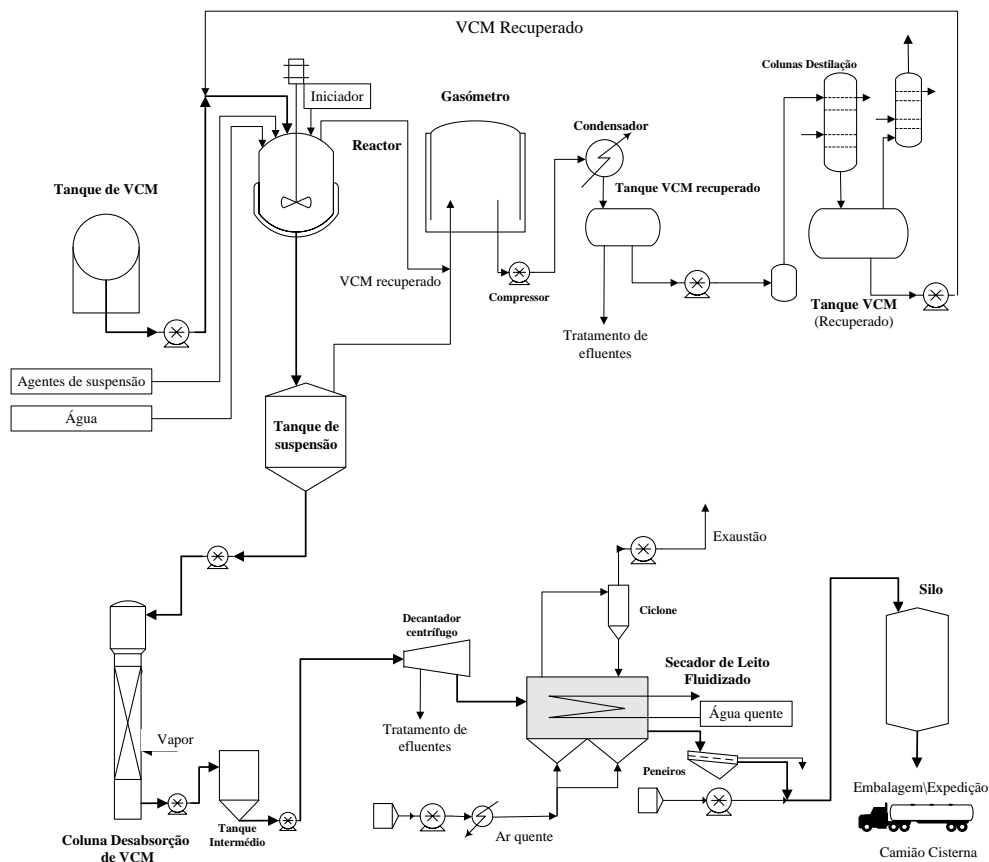 VCM Recuperado
Colunas Destilação
Iniciador
Gasómetro
Condensador
Reactor
Tanque de VCM
Tanque VCM recuperado
VCM recuperado
Compressor
Tanque VCM
(Recuperado)
Tratamento de
efluentes
Agentes de suspensão
Água
Tanque de
suspensão
Exaustão
Silo
Ciclone
Decantador
centrífugo
Secador de Leito
Fluidizado
Água quente
Tratamento de
efluentes
Vapor
Peneiros
Embalagem\Expedição
Tanque
Intermédio
Ar quente
Coluna Desabsorção
de VCM
Camião Cisterna